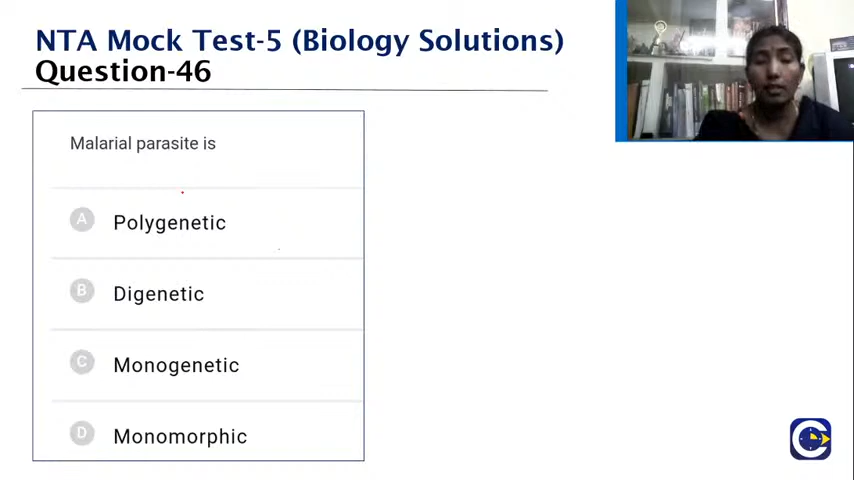 NTA Mock Test-5 (Biology Solutions)
Question-46
Malarial parasite is
A Polygenetic
B Digenetic
C Monogenetic
D Monomorphic